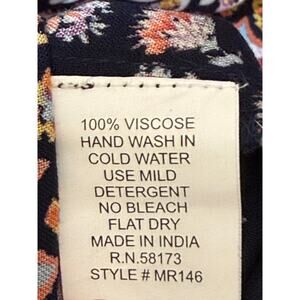 100% VISCOSE
HAND WASH IN
COLD WATER
USE MILD
DETERGENT
NO BLEACH
FLAT DRY
MADE IN INDIA
R.N.58173
STYLE # MR146